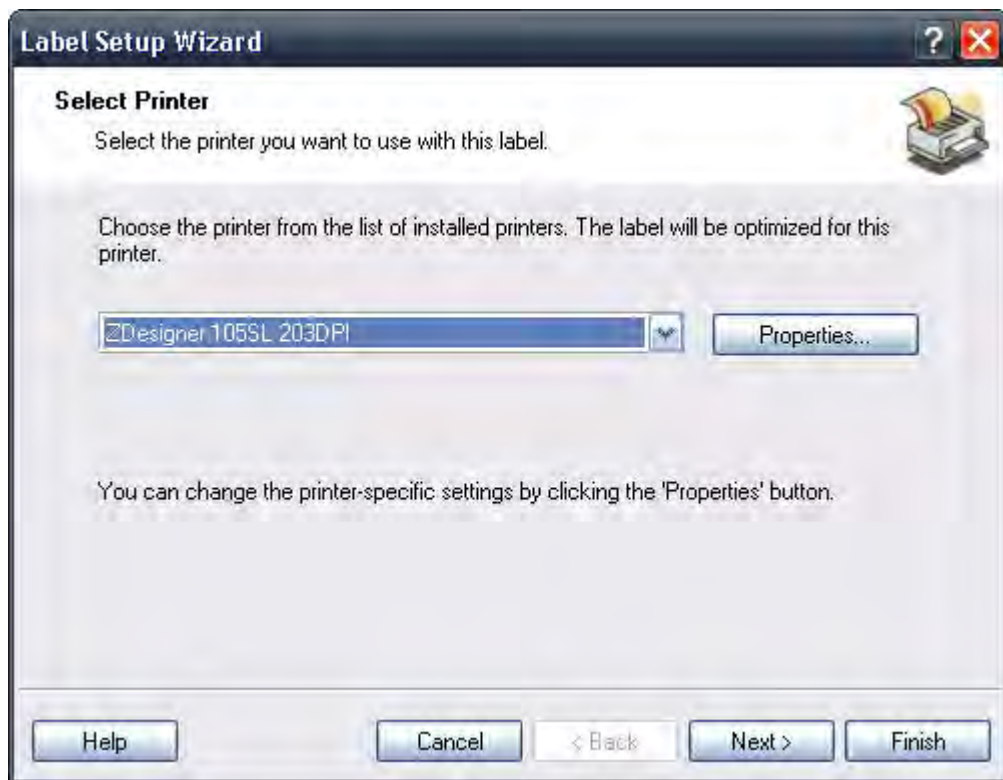 Label Setup Wizard
?
Select Printer
Select the printer you want to use with this label.
Choose the printer from the list of installed printers. The label will be optimized for this
printer.
ZDesigner 105SL 203DPI
Properties...
You can change the printer-specific settings by clicking the 'Properties' button.
Help
Cancel
< Back
Next >
Finish